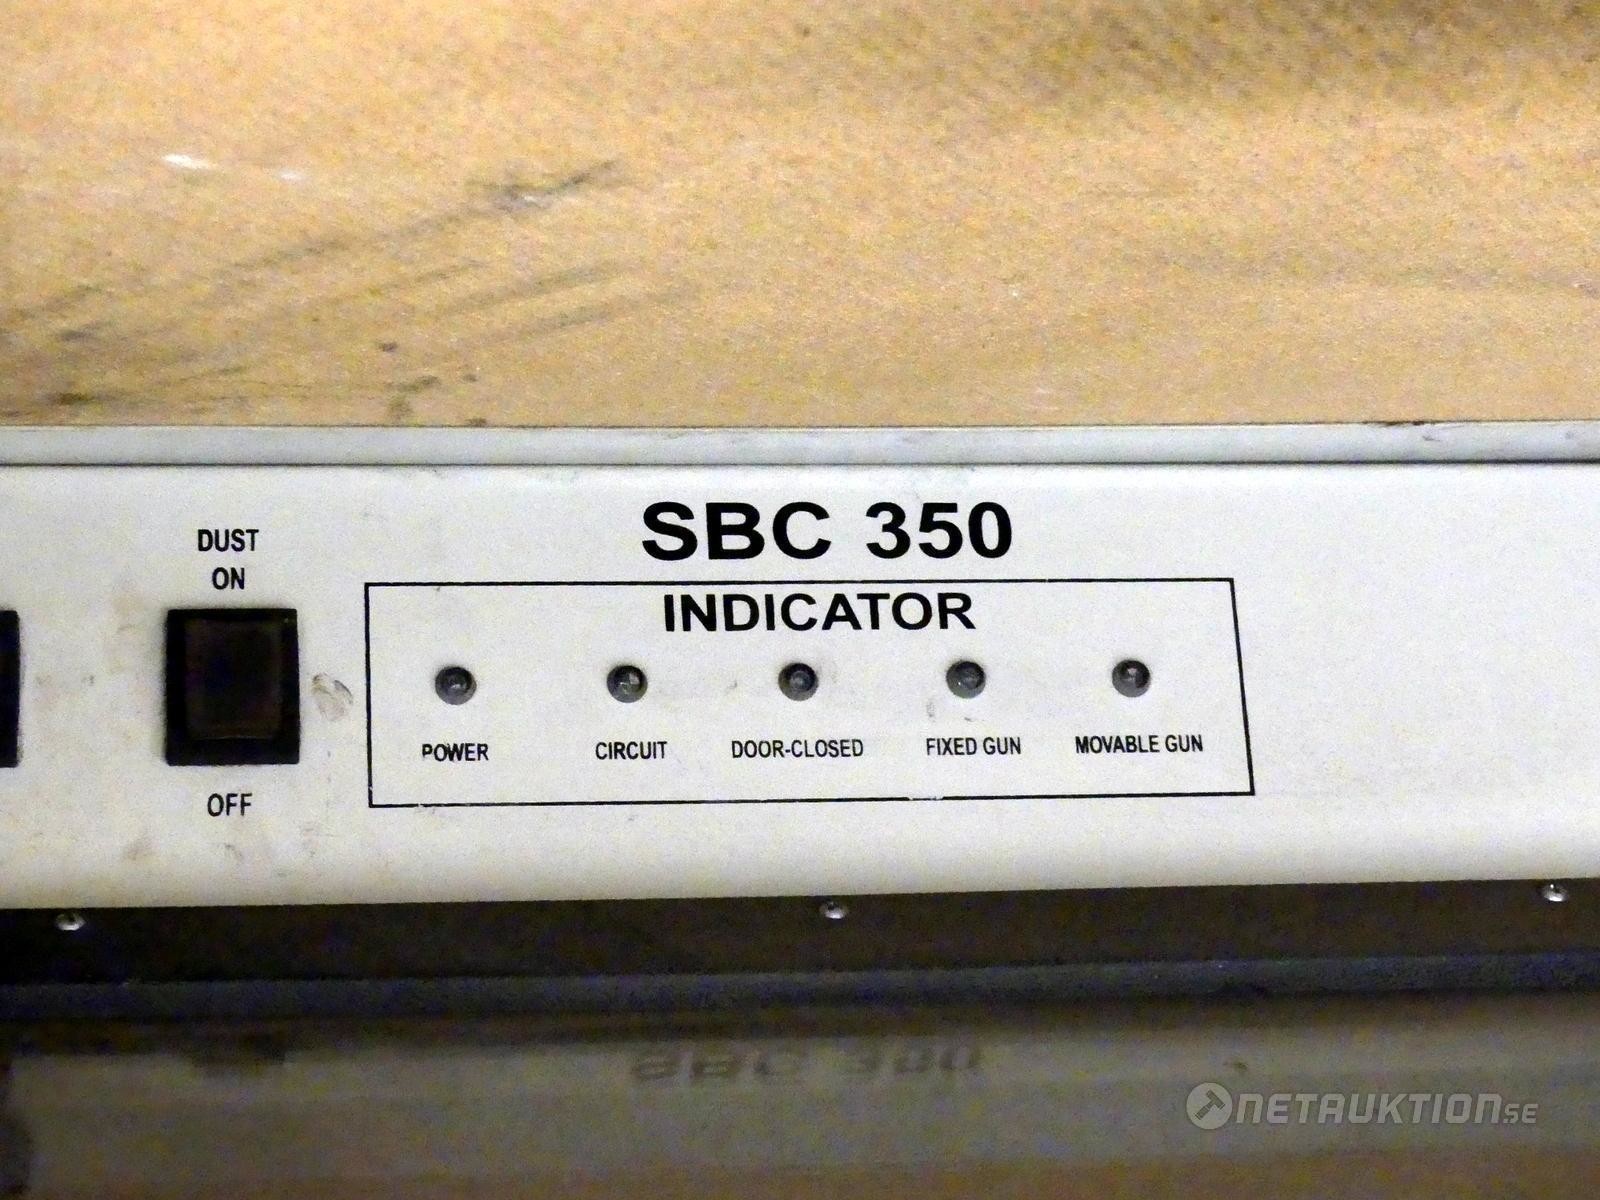 SBC 350
DUST
ON
OFF
INDICATOR
POWER
CIRCUIT
DOOR-CLOSED
FIXED GUN
MOVABLE GUN
NETAUKTION.SE